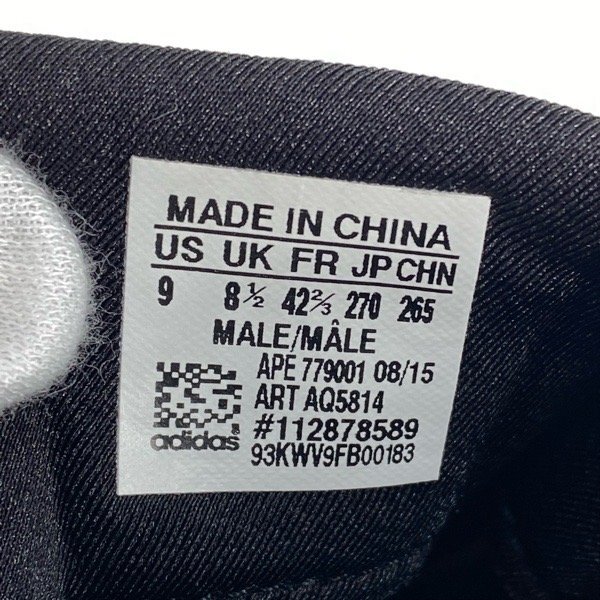 MADE IN CHINA
US UK FR JP CHN
9 8½ 42⅔ 270 265
MALE/MÂLE
APE 779001 08/15
ART AQ5814
#112878589
adidas
93KWV9FB00183